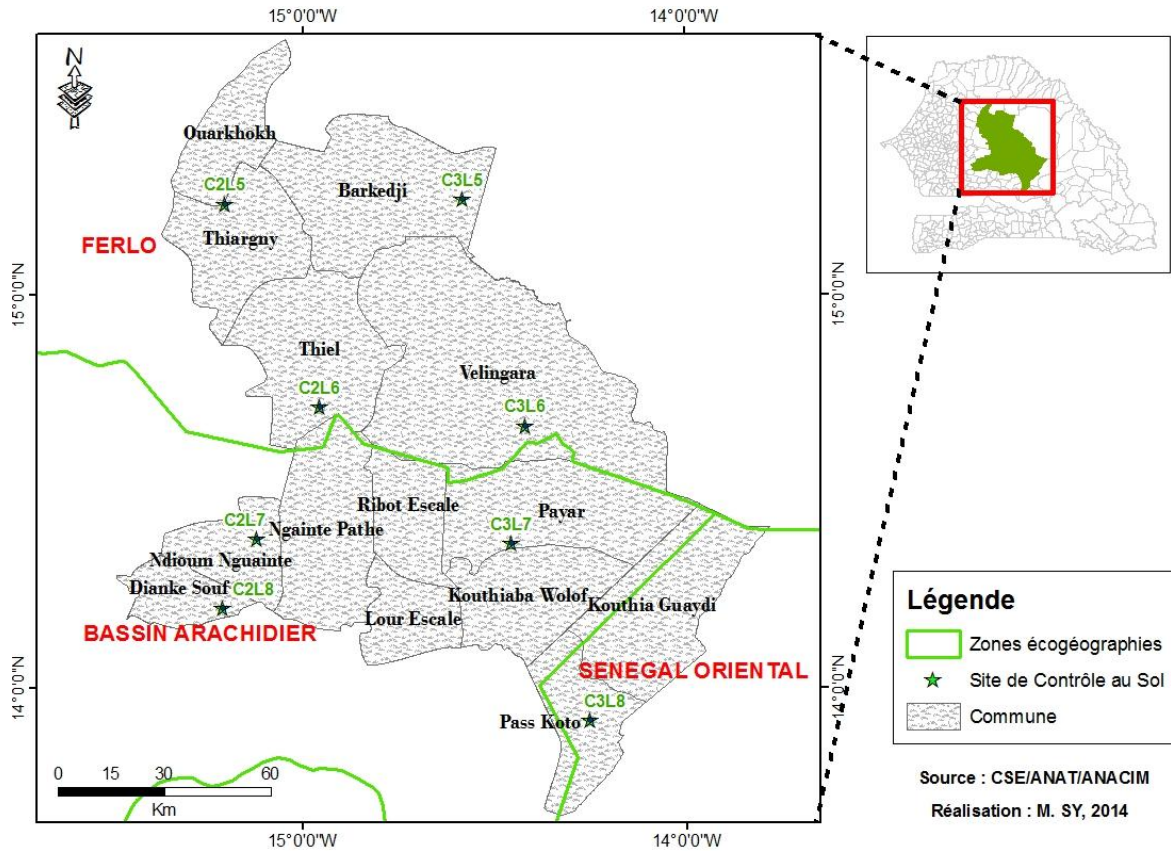 15°0'0"W 14°0'0"W
N
Ouarkhokh
C2L5
Barkedji
C3L5
Thiargny
FERLO
15°0'0"N
15°0'0"N
Thiel
Velingara
C2L6
C3L6
Ribot Escale
Payar
C2L7
Ngainte Pathe
C3L7
Ndioum Nguainte
Dianke Souf
C2L8
Kouthiaba Wolof
Kouthia Guaydi
Lour Escale
BASSIN ARACHIDIER
SENEGAL ORIENTAL
14°0'0"N
14°0'0"N
Pass Koto
C3L8
0 15 30 60
Km
15°0'0"W 14°0'0"W
Légende
Zones écogéographies
Site de Contrôle au Sol
Commune
Source : CSE/ANAT/ANACIM
Réalisation : M. SY, 2014